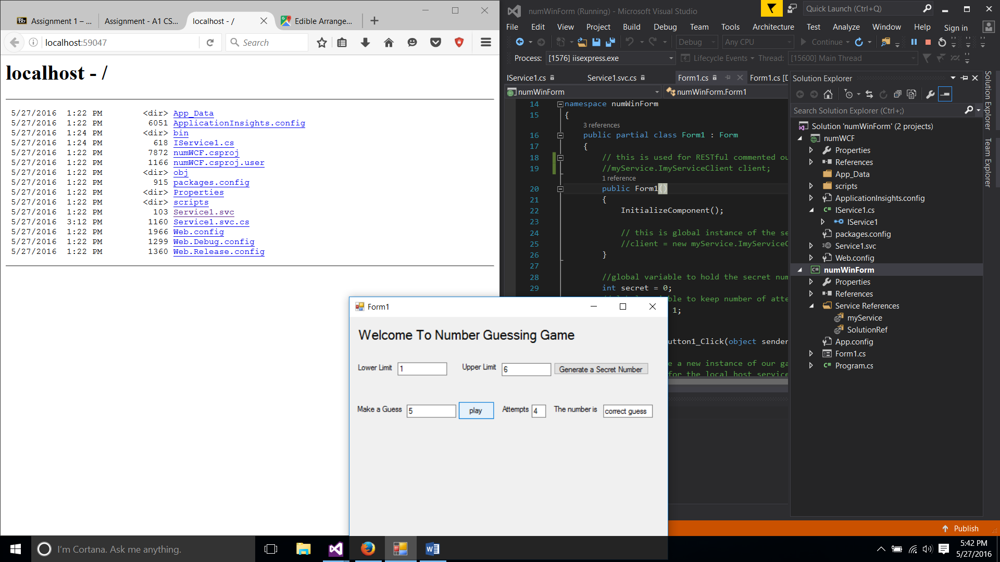 Assignment 1 – ...
Assignment - A1 CS...
localhost - /
Edible Arrange...
localhost:59047
Search
localhost - /
5/27/2016 1:22 PM <dir> App_Data
5/27/2016 1:22 PM 6051 ApplicationInsights.config
5/27/2016 1:24 PM <dir> bin
5/27/2016 1:24 PM 618 IService1.cs
5/27/2016 1:22 PM 7872 numWCF.csproj
5/27/2016 1:22 PM 1166 numWCF.csproj.user
5/27/2016 1:22 PM <dir> obj
5/27/2016 1:22 PM 915 packages.config
5/27/2016 1:22 PM <dir> Properties
5/27/2016 1:22 PM <dir> scripts
5/27/2016 1:22 PM 103 Service1.svc
5/27/2016 3:12 PM 1160 Service1.svc.cs
5/27/2016 1:22 PM 1966 Web.config
5/27/2016 1:22 PM 1299 Web.Debug.config
5/27/2016 1:22 PM 1360 Web.Release.config
numWinForm (Running) - Microsoft Visual Studio
Quick Launch (Ctrl+Q)
File Edit View Project Build Debug Team Tools Architecture Test Analyze Window Help Sign in
Debug Any CPU Continue
Process: [1576] iisexpress.exe Lifecycle Events Thread: [15600] Main Thread
IService1.cs Service1.svc.cs Form1.cs Form1.cs [D
numWinForm numWinForm.Form1
14 namespace numWinForm
15 {
3 references
16 public partial class Form1 : Form
17 {
18 // this is used for RESTful commented ou
19 //myService.ImyServiceClient client;
1 reference
20 public Form1()
21 {
22 InitializeComponent();
23
24 // this is global instance of the se
25 //client = new myService.ImyServiceC
26 }
27
28 //global variable to hold the secret num
29 int secret = 0;
ble to keep number of atte
1;
utton1_Click(object sender
e a new instance of our ga
for the local host service
Solution Explorer
Search Solution Explorer (Ctrl+;)
Solution 'numWinForm' (2 projects)
numWCF
Properties
References
App_Data
scripts
ApplicationInsights.config
IService1.cs
IService1
packages.config
Service1.svc
Web.config
numWinForm
Properties
References
Service References
myService
SolutionRef
App.config
Form1.cs
Program.cs
Solution Explorer
Team Explorer
Form1
Welcome To Number Guessing Game
Lower Limit 1 Upper Limit 6 Generate a Secret Number
Make a Guess 5 play Attempts 4 The number is correct guess
Publish
I'm Cortana. Ask me anything.
5:42 PM
5/27/2016